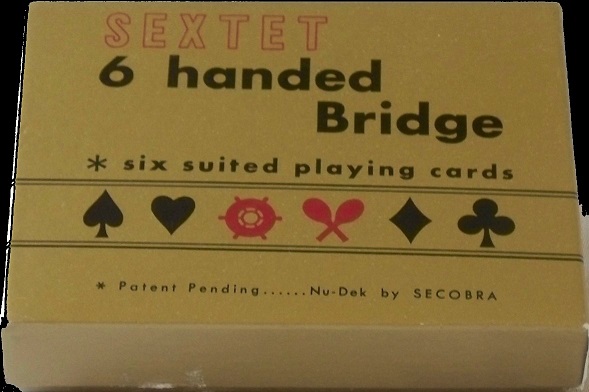 SEXTET
6 handed
Bridge
* six suited playing cards
* Patent Pending......Nu-Dek by SECOBRA